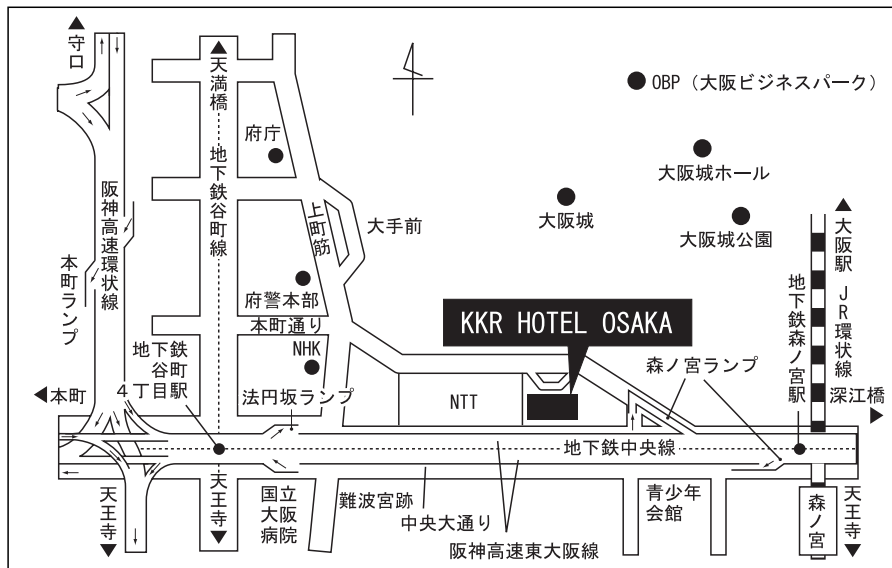 守口
天満橋
OBP（大阪ビジネスパーク）
府庁
大阪城ホール
地下鉄谷町線
阪神高速環状線
大阪城
上町筋
大手前
大阪城公園
大阪駅
本町ランプ
府警本部
地下鉄森ノ宮駅
JR環状線
KKR HOTEL OSAKA
本町通り
地下鉄
谷町
4丁目駅
NHK
森ノ宮ランプ
本町
法円坂ランプ
NTT
深江橋
地下鉄中央線
天王寺
天王寺
国立
大阪
病院
難波宮跡
中央大通り
阪神高速東大阪線
青少年
会館
森ノ宮
天王寺